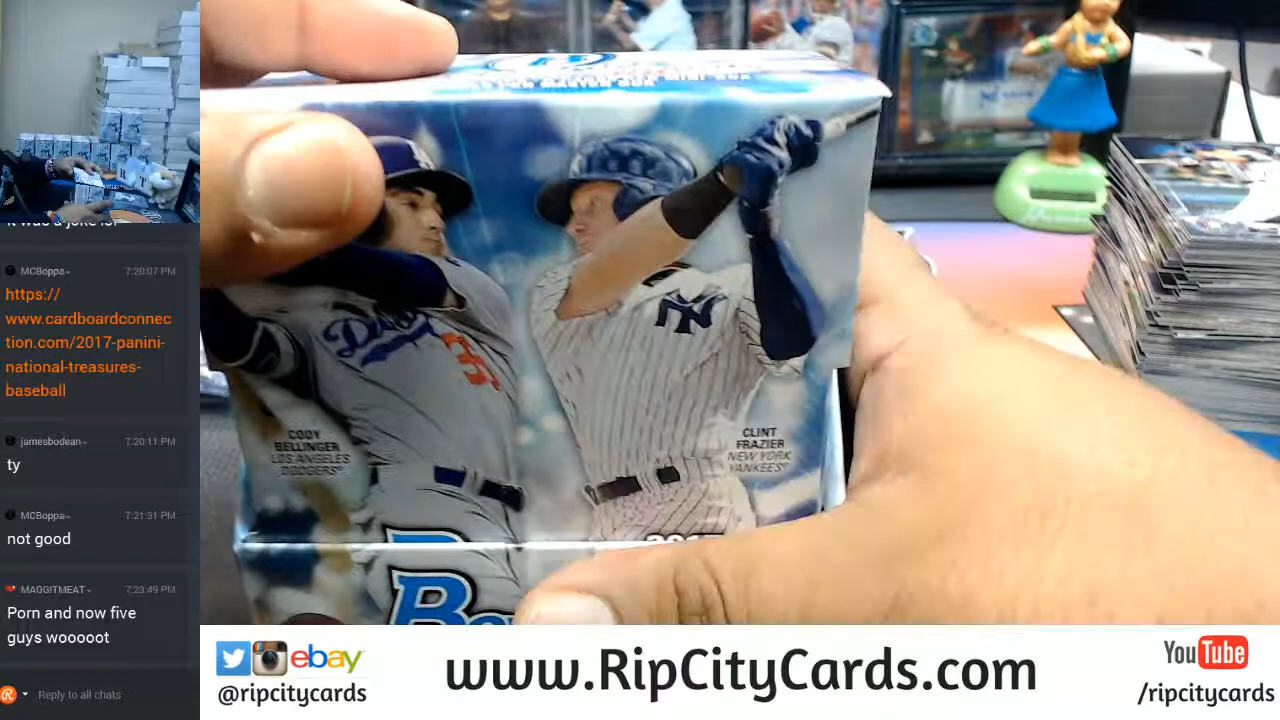 MCBoppa
7:20:07 PM
https://
www.cardboardconnec
tion.com/2017-panini-
national-treasures-
baseball
jamesbodean
7:20:11 PM
ty
MCBoppa
7:21:31 PM
not good
MAGGITMEAT
7:23:49 PM
Porn and now five
guys wooooot
Reply to all chats
NY
CODY
BELLINGER
LOS ANGELES
DODGERS®
CLINT
FRAZIER
NEW YORK
YANKEES®
ebay
@ripcitycards
www.RipCityCards.com
YouTube
/ripcitycards